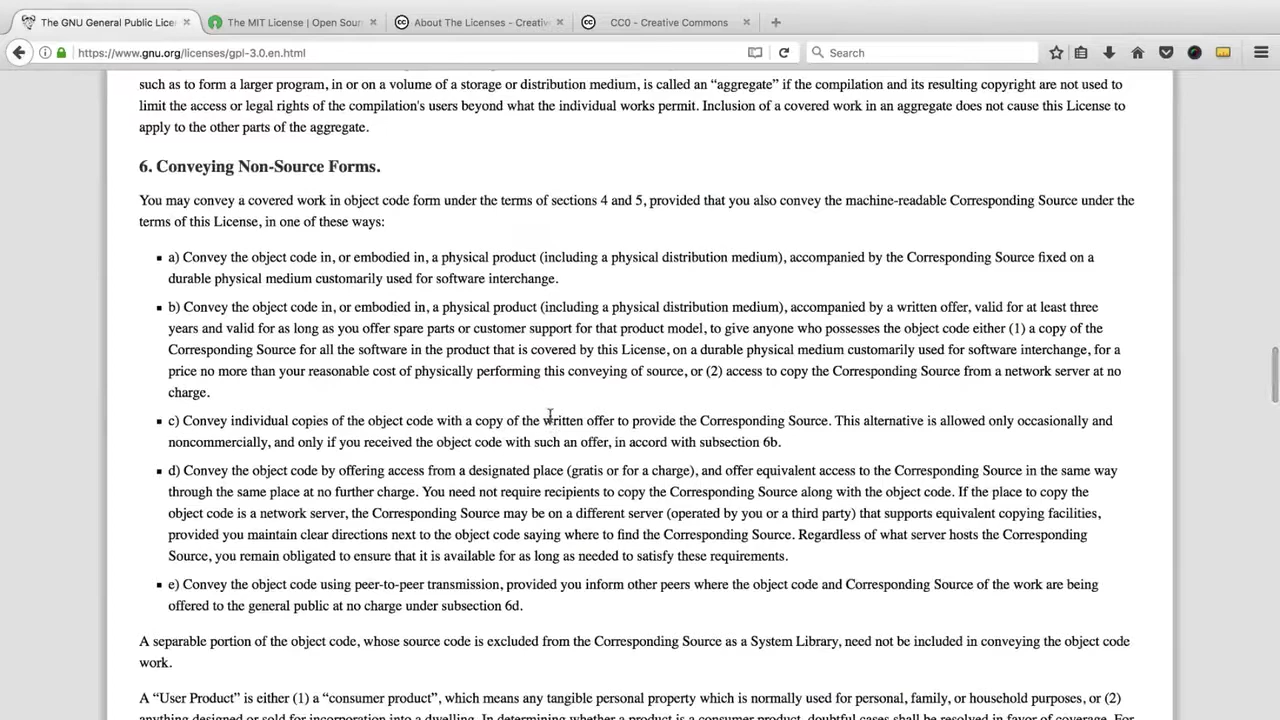 The GNU General Public Lice
The MIT License | Open Sour
About The Licenses - Creativ
CC0 - Creative Commons
https://www.gnu.org/licenses/gpl-3.0.en.html
Search
such as to form a larger program, in or on a volume of a storage or distribution medium, is called an “aggregate” if the compilation and its resulting copyright are not used to
limit the access or legal rights of the compilation's users beyond what the individual works permit. Inclusion of a covered work in an aggregate does not cause this License to
apply to the other parts of the aggregate.
6. Conveying Non-Source Forms.
You may convey a covered work in object code form under the terms of sections 4 and 5, provided that you also convey the machine-readable Corresponding Source under the
terms of this License, in one of these ways:
a) Convey the object code in, or embodied in, a physical product (including a physical distribution medium), accompanied by the Corresponding Source fixed on a
durable physical medium customarily used for software interchange.
b) Convey the object code in, or embodied in, a physical product (including a physical distribution medium), accompanied by a written offer, valid for at least three
years and valid for as long as you offer spare parts or customer support for that product model, to give anyone who possesses the object code either (1) a copy of the
Corresponding Source for all the software in the product that is covered by this License, on a durable physical medium customarily used for software interchange, for a
price no more than your reasonable cost of physically performing this conveying of source, or (2) access to copy the Corresponding Source from a network server at no
charge.
c) Convey individual copies of the object code with a copy of the written offer to provide the Corresponding Source. This alternative is allowed only occasionally and
noncommercially, and only if you received the object code with such an offer, in accord with subsection 6b.
d) Convey the object code by offering access from a designated place (gratis or for a charge), and offer equivalent access to the Corresponding Source in the same way
through the same place at no further charge. You need not require recipients to copy the Corresponding Source along with the object code. If the place to copy the
object code is a network server, the Corresponding Source may be on a different server (operated by you or a third party) that supports equivalent copying facilities,
provided you maintain clear directions next to the object code saying where to find the Corresponding Source. Regardless of what server hosts the Corresponding
Source, you remain obligated to ensure that it is available for as long as needed to satisfy these requirements.
e) Convey the object code using peer-to-peer transmission, provided you inform other peers where the object code and Corresponding Source of the work are being
offered to the general public at no charge under subsection 6d.
A separable portion of the object code, whose source code is excluded from the Corresponding Source as a System Library, need not be included in conveying the object code
work.
A “User Product” is either (1) a “consumer product”, which means any tangible personal property which is normally used for personal, family, or household purposes, or (2)
anything designed or sold for incorporation into a dwelling. In determining whether a product is a consumer product, doubtful cases shall be resolved in favor of coverage. For